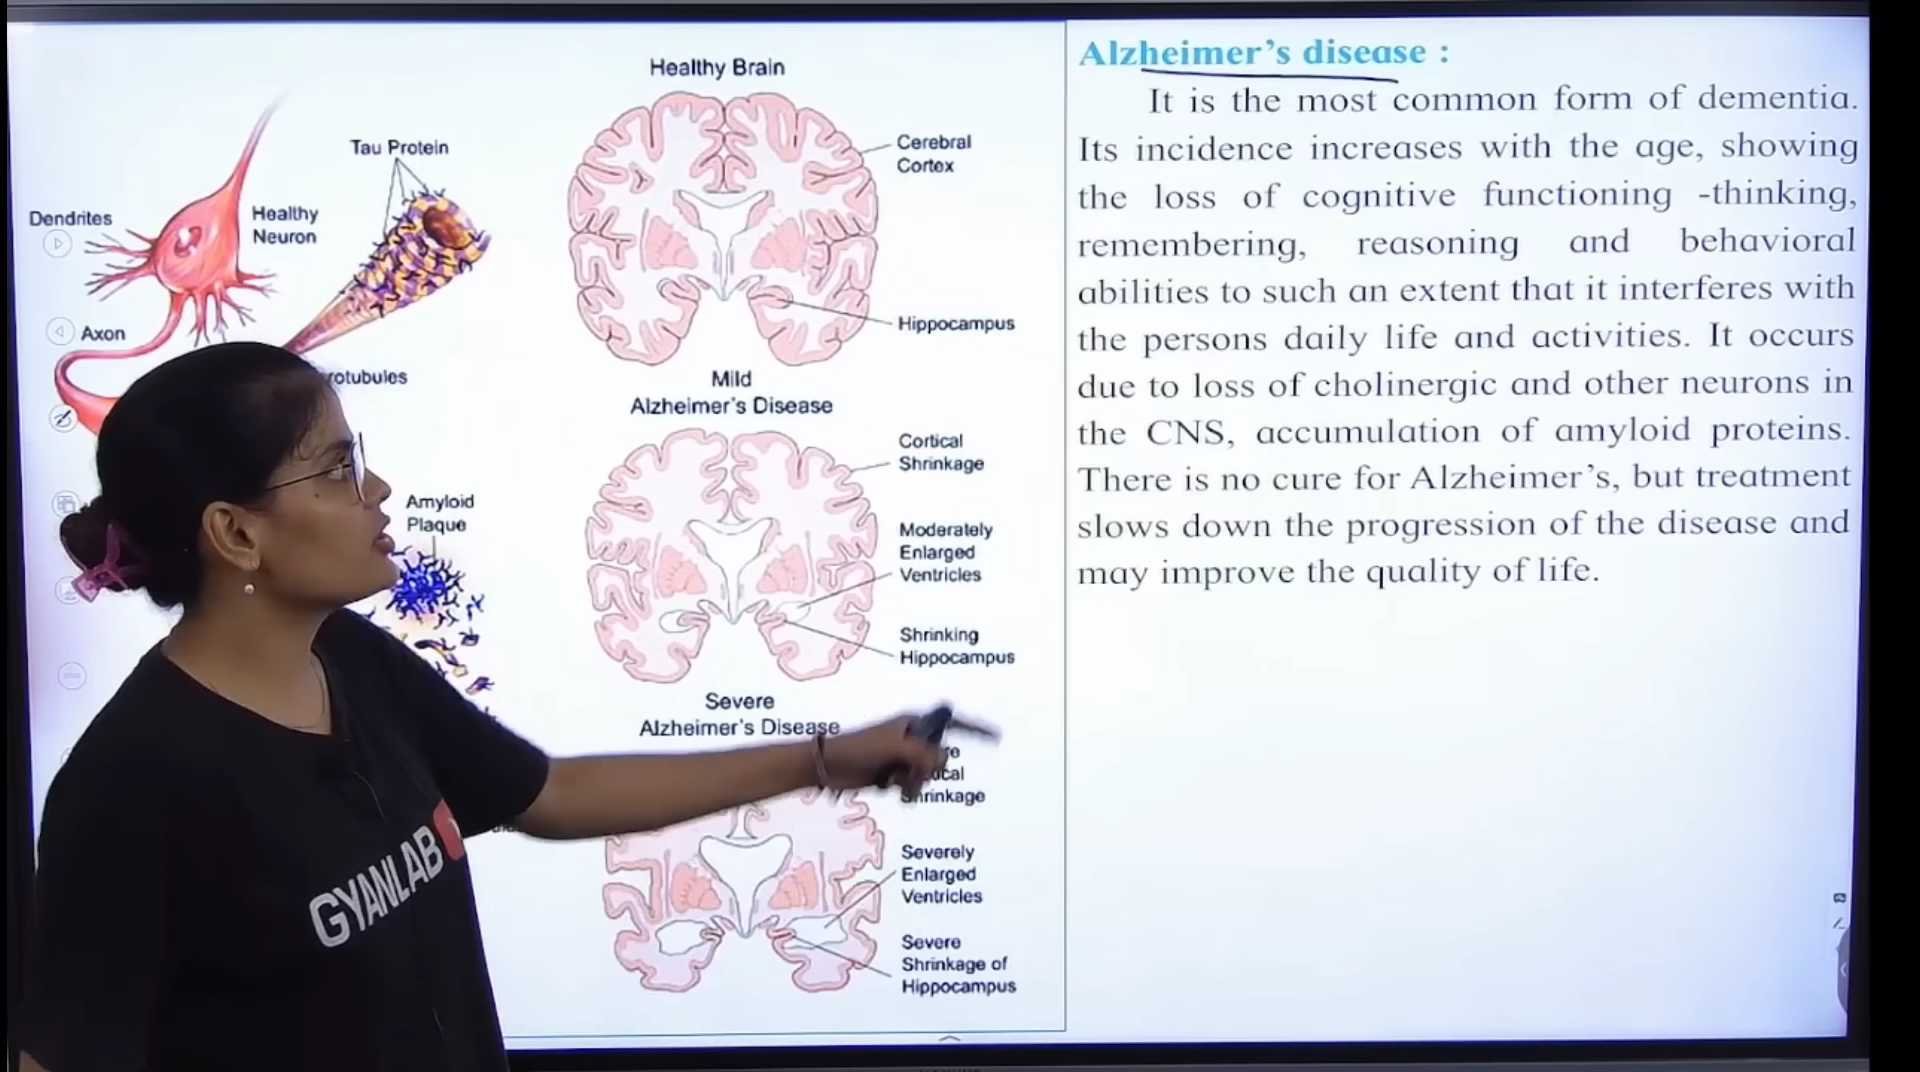 Healthy Brain
Tau Protein
Cerebral
Cortex
Dendrites
Healthy
Neuron
Axon
Hippocampus
Mild
Alzheimer's Disease
Cortical
Shrinkage
Amyloid
Plaque
Moderately
Enlarged
Ventricles
Shrinking
Hippocampus
Severe
Alzheimer's Disease
Shrinkage
Severely
Enlarged
Ventricles
Severe
Shrinkage of
Hippocampus
GYANLAB
Alzheimer's disease :
It is the most common form of dementia.
Its incidence increases with the age, showing
the loss of cognitive functioning -thinking,
remembering, reasoning and behavioral
abilities to such an extent that it interferes with
the persons daily life and activities. It occurs
due to loss of cholinergic and other neurons in
the CNS, accumulation of amyloid proteins.
There is no cure for Alzheimer's, but treatment
slows down the progression of the disease and
may improve the quality of life.